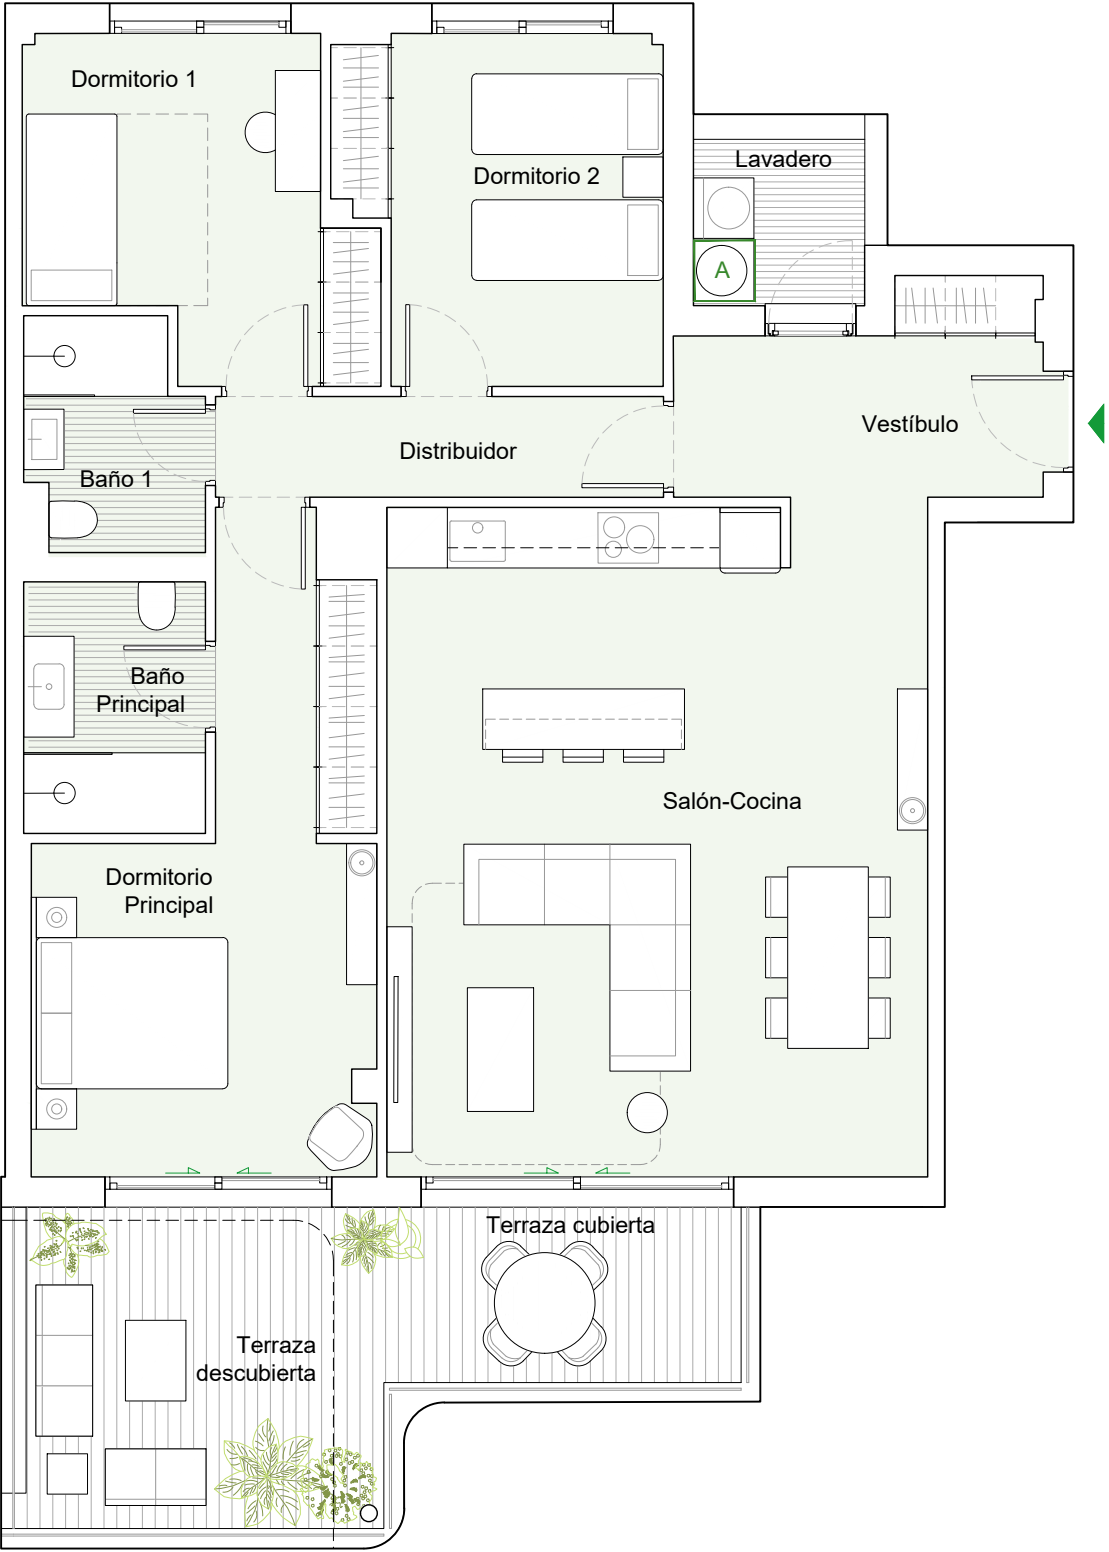 Dormitorio 1
Lavadero
Dormitorio 2
A
Vestíbulo
Distribuidor
Baño 1
Baño
Principal
Salón-Cocina
Dormitorio
Principal
Terraza cubierta
Terraza
descubierta